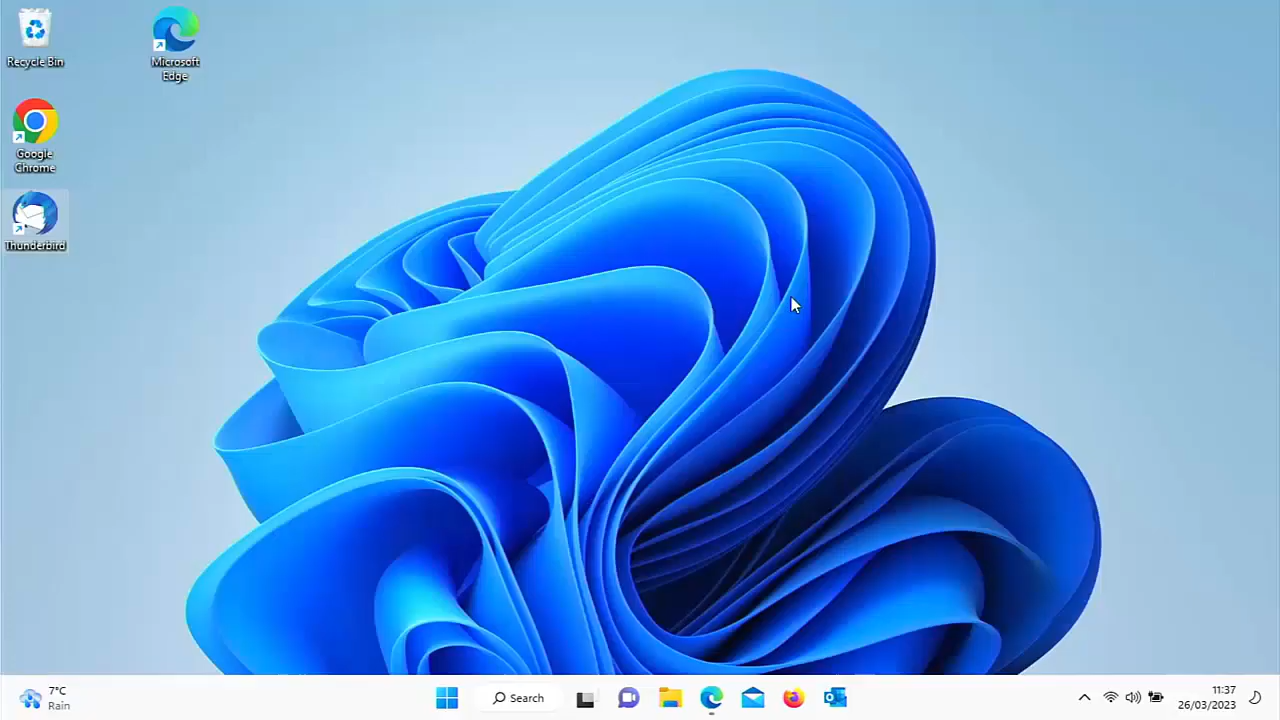 Recycle Bin
Microsoft
Edge
Google
Chrome
Thunderbird
7°C
Rain
Search
11:37
26/03/2023